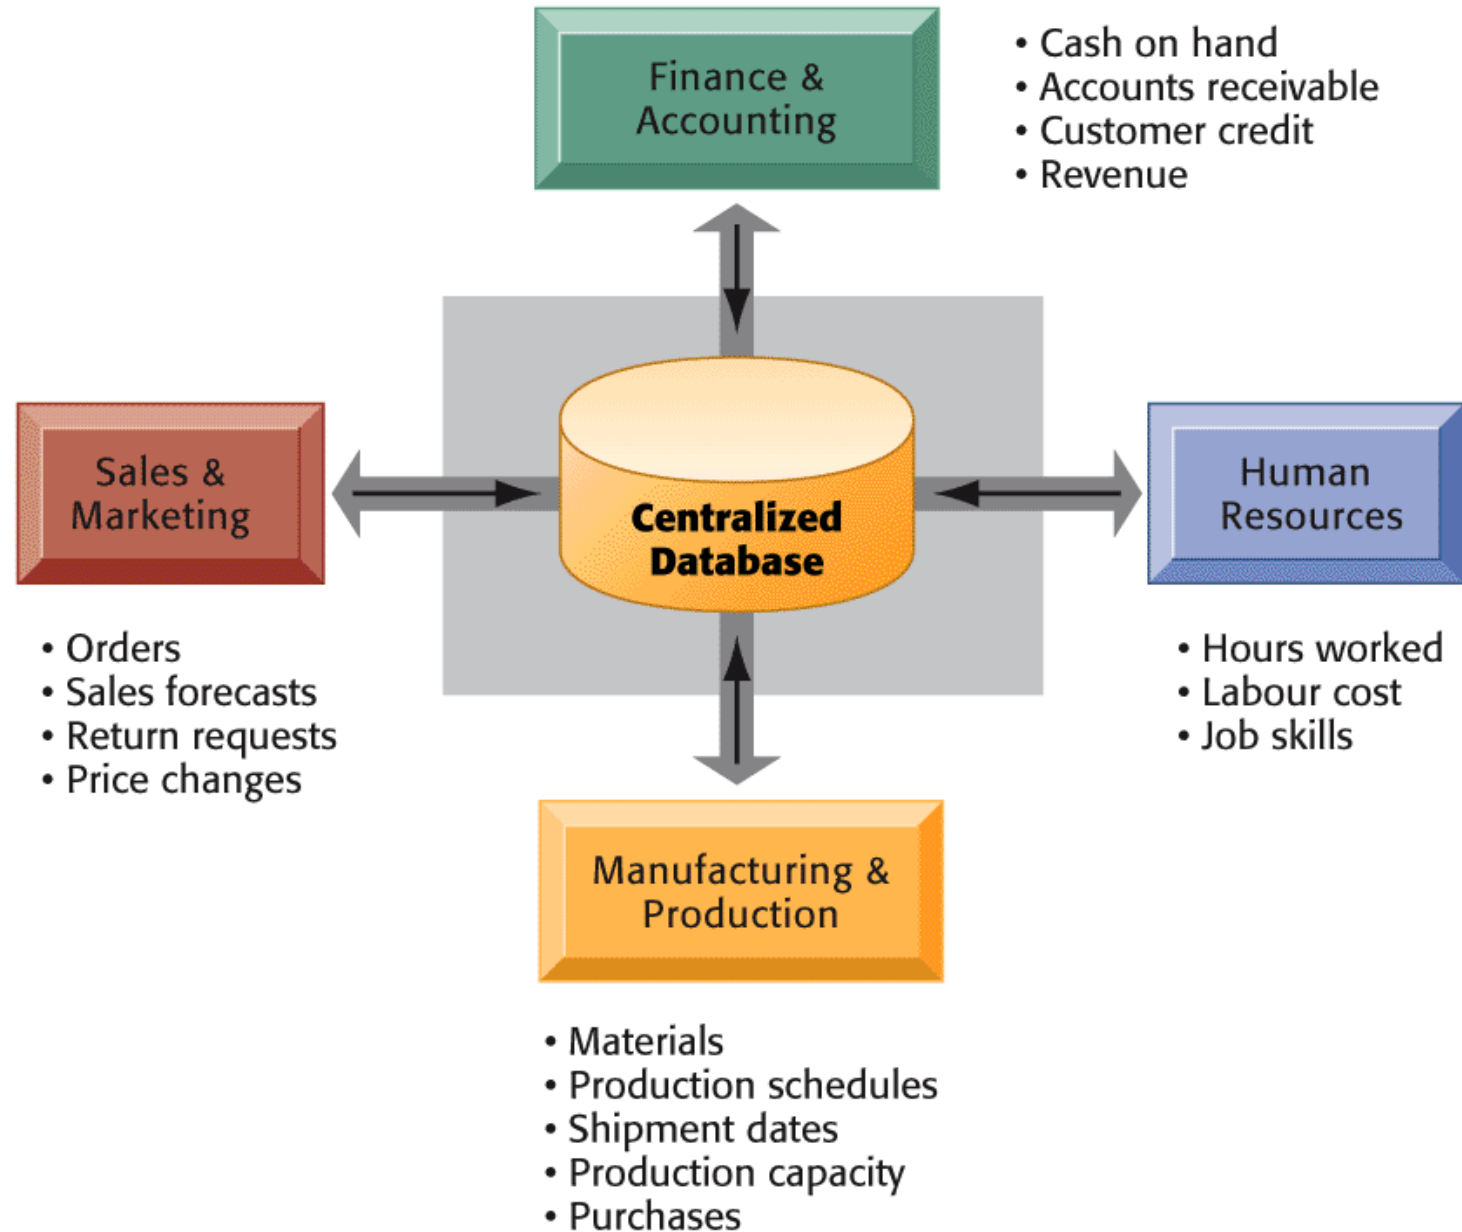 Finance &
Accounting
• Cash on hand
• Accounts receivable
• Customer credit
• Revenue
Sales &
Marketing
• Orders
• Sales forecasts
• Return requests
• Price changes
Centralized
Database
Human
Resources
• Hours worked
• Labour cost
• Job skills
Manufacturing &
Production
• Materials
• Production schedules
• Shipment dates
• Production capacity
• Purchases